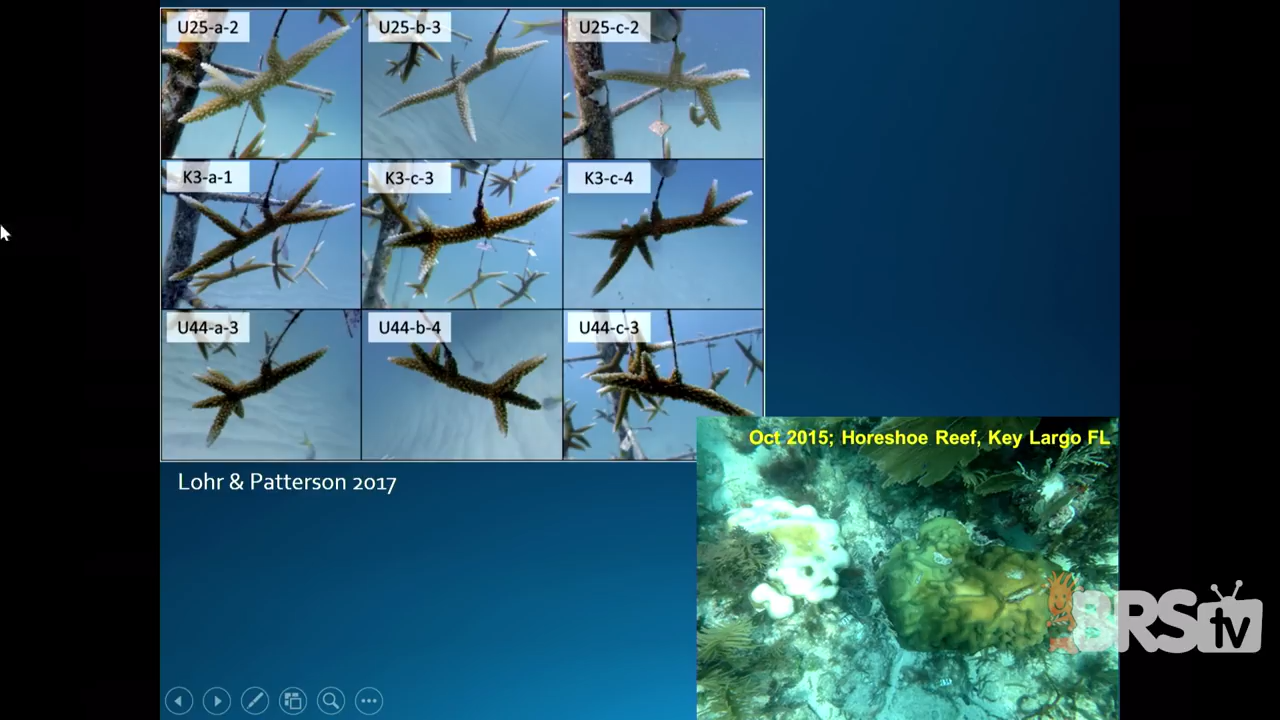 U25-a-2
U25-b-3
U25-c-2
K3-a-1
K3-c-3
K3-c-4
U44-a-3
U44-b-4
U44-c-3
Oct 2015; Horeshoe Reef, Key Largo FL
Lohr & Patterson 2017
BRStv